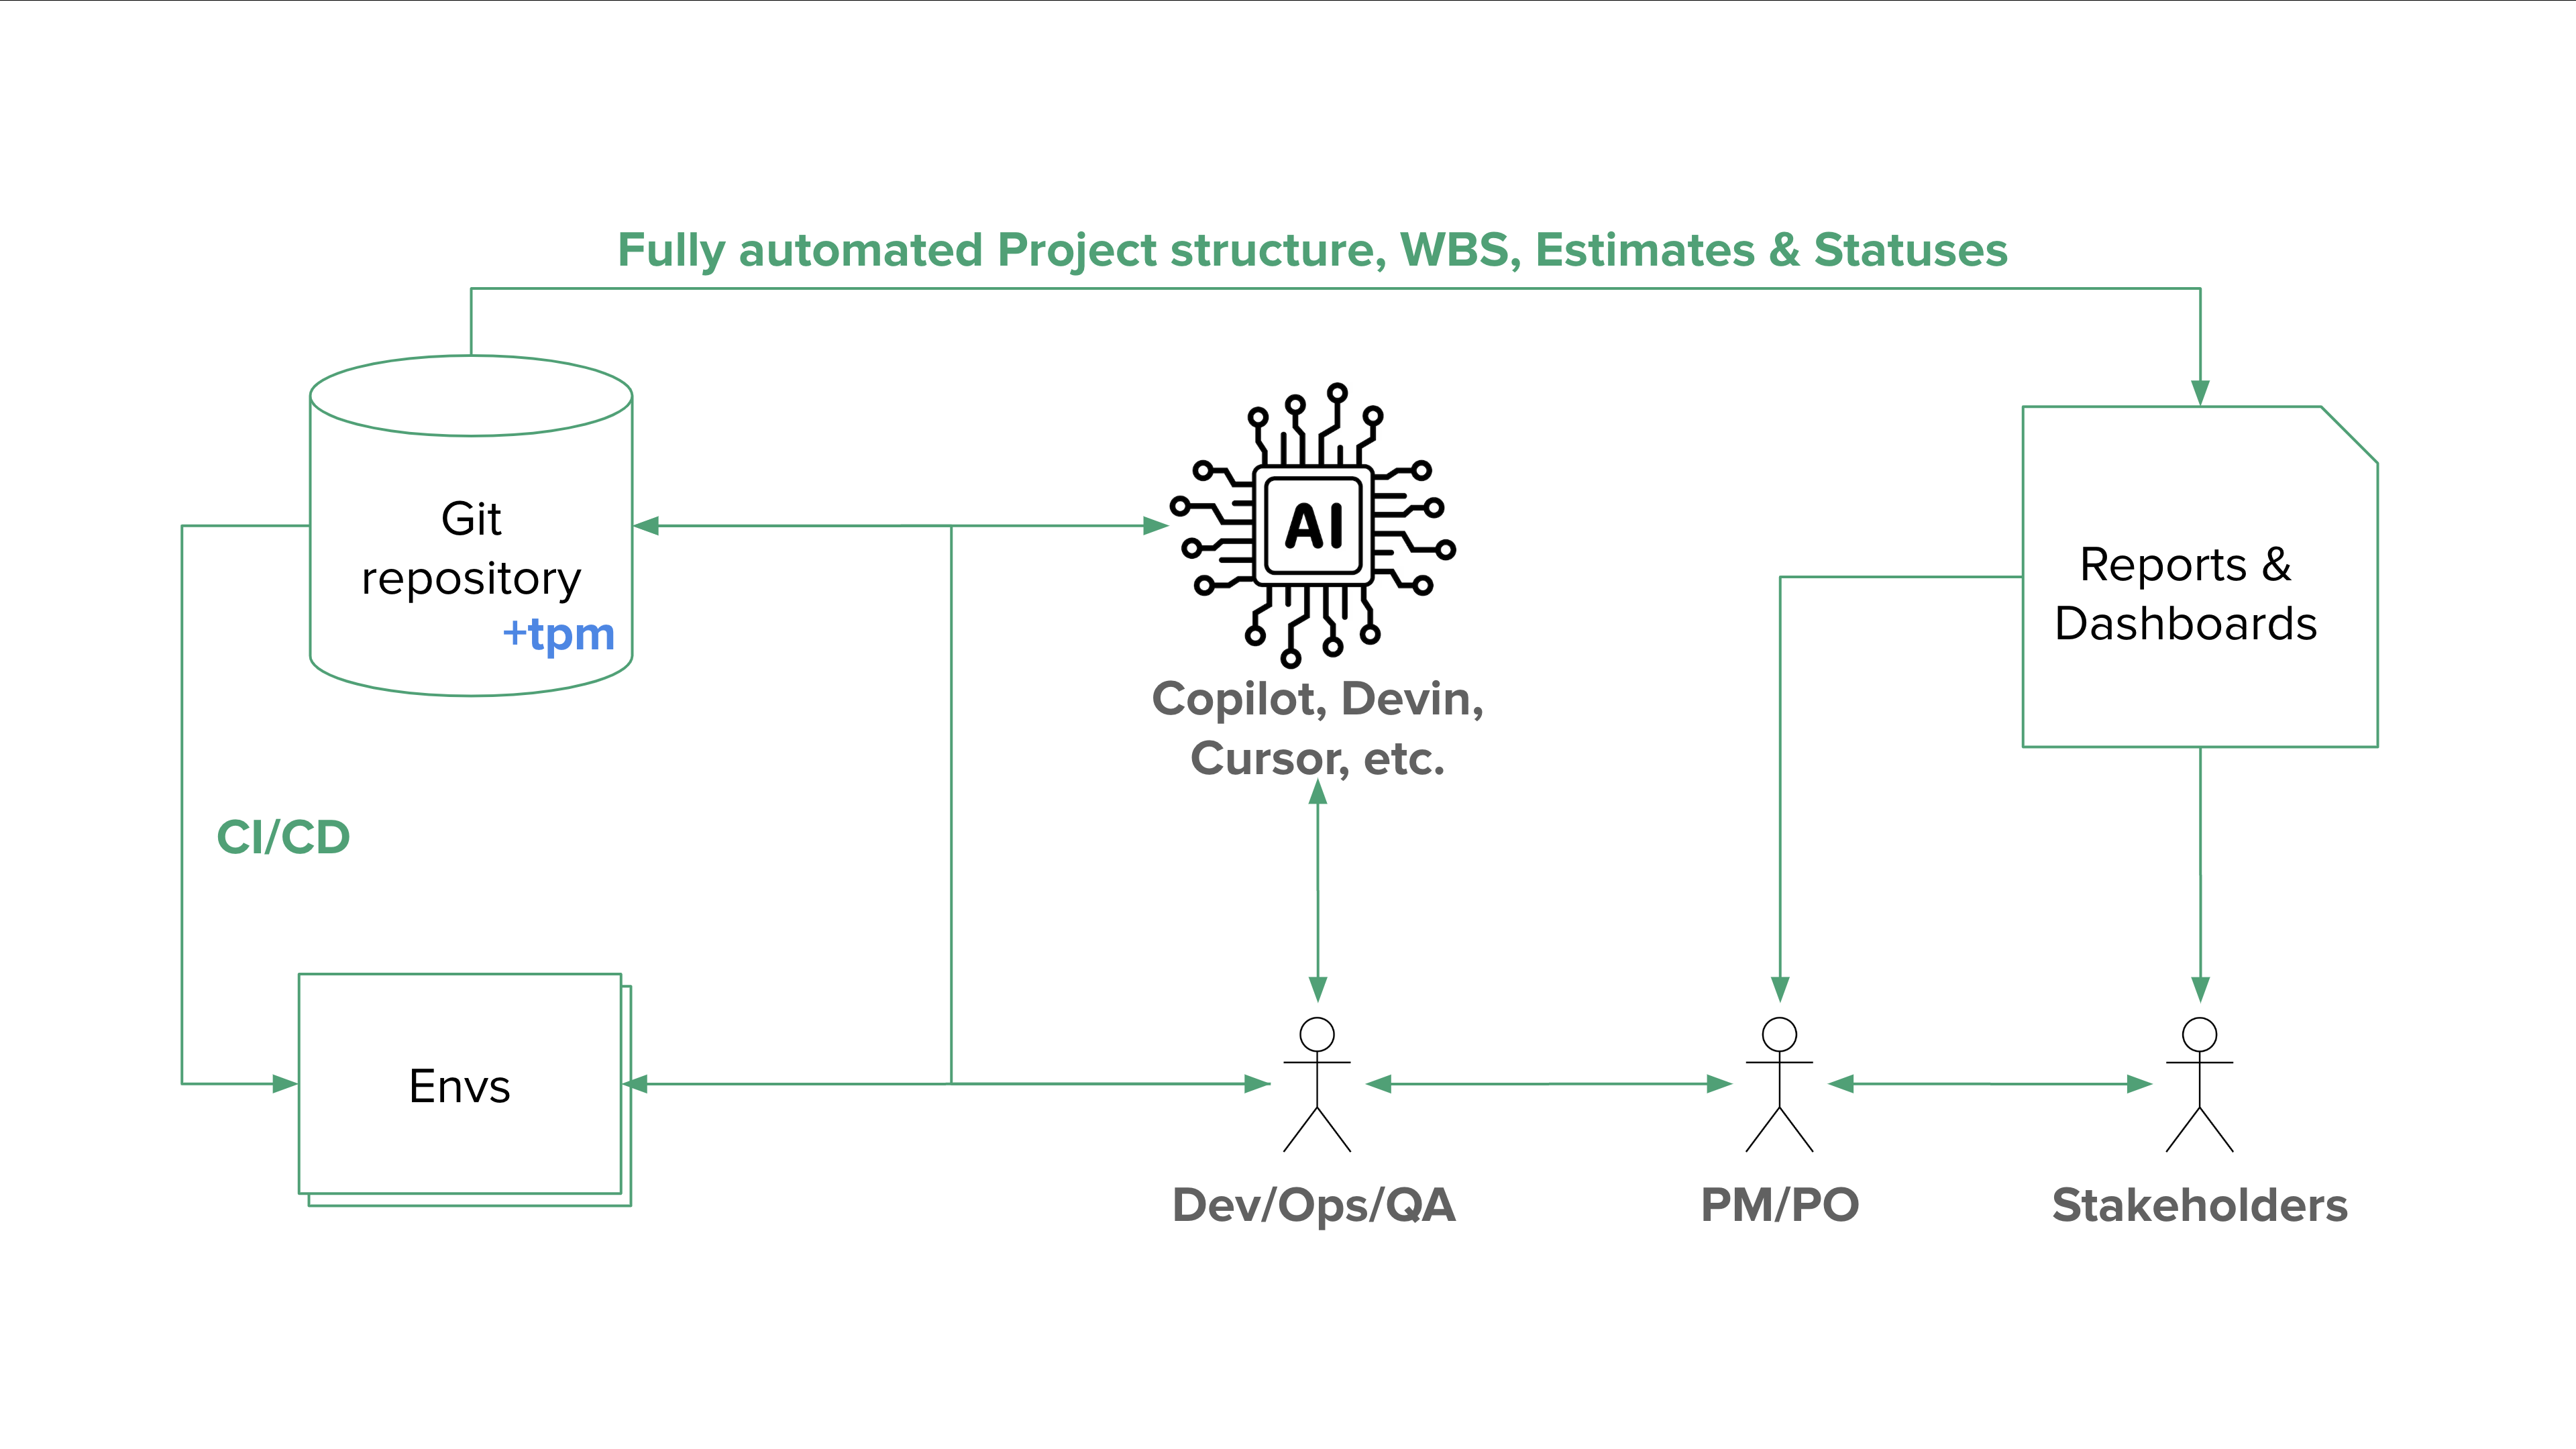 Fully automated Project structure, WBS, Estimates & Statuses
Git
repository
+tpm
AI
Copilot, Devin,
Cursor, etc.
Reports &
Dashboards
CI/CD
Envs
Dev/Ops/QA
PM/PO
Stakeholders